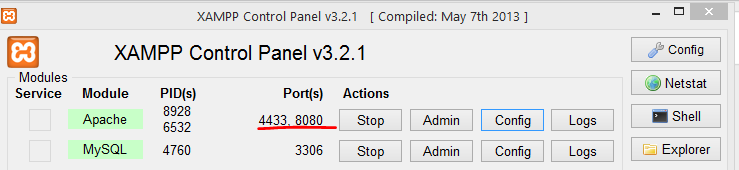 XAMPP Control Panel v3.2.1 [ Compiled: May 7th 2013 ]
XAMPP Control Panel v3.2.1
Config
Modules
Service Module PID(s) Port(s) Actions
Netstat
Apache 8928 6532 4433, 8080 Stop Admin Config Logs
Shell
MySQL 4760 3306 Stop Admin Config Logs
Explorer